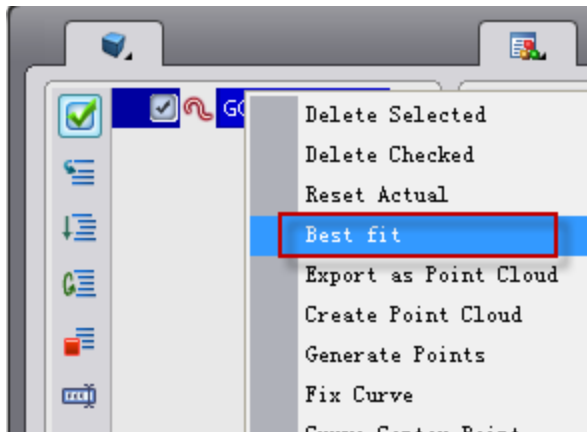 GC
Delete Selected
Delete Checked
Reset Actual
Best fit
Export as Point Cloud
Create Point Cloud
Generate Points
Fix Curve